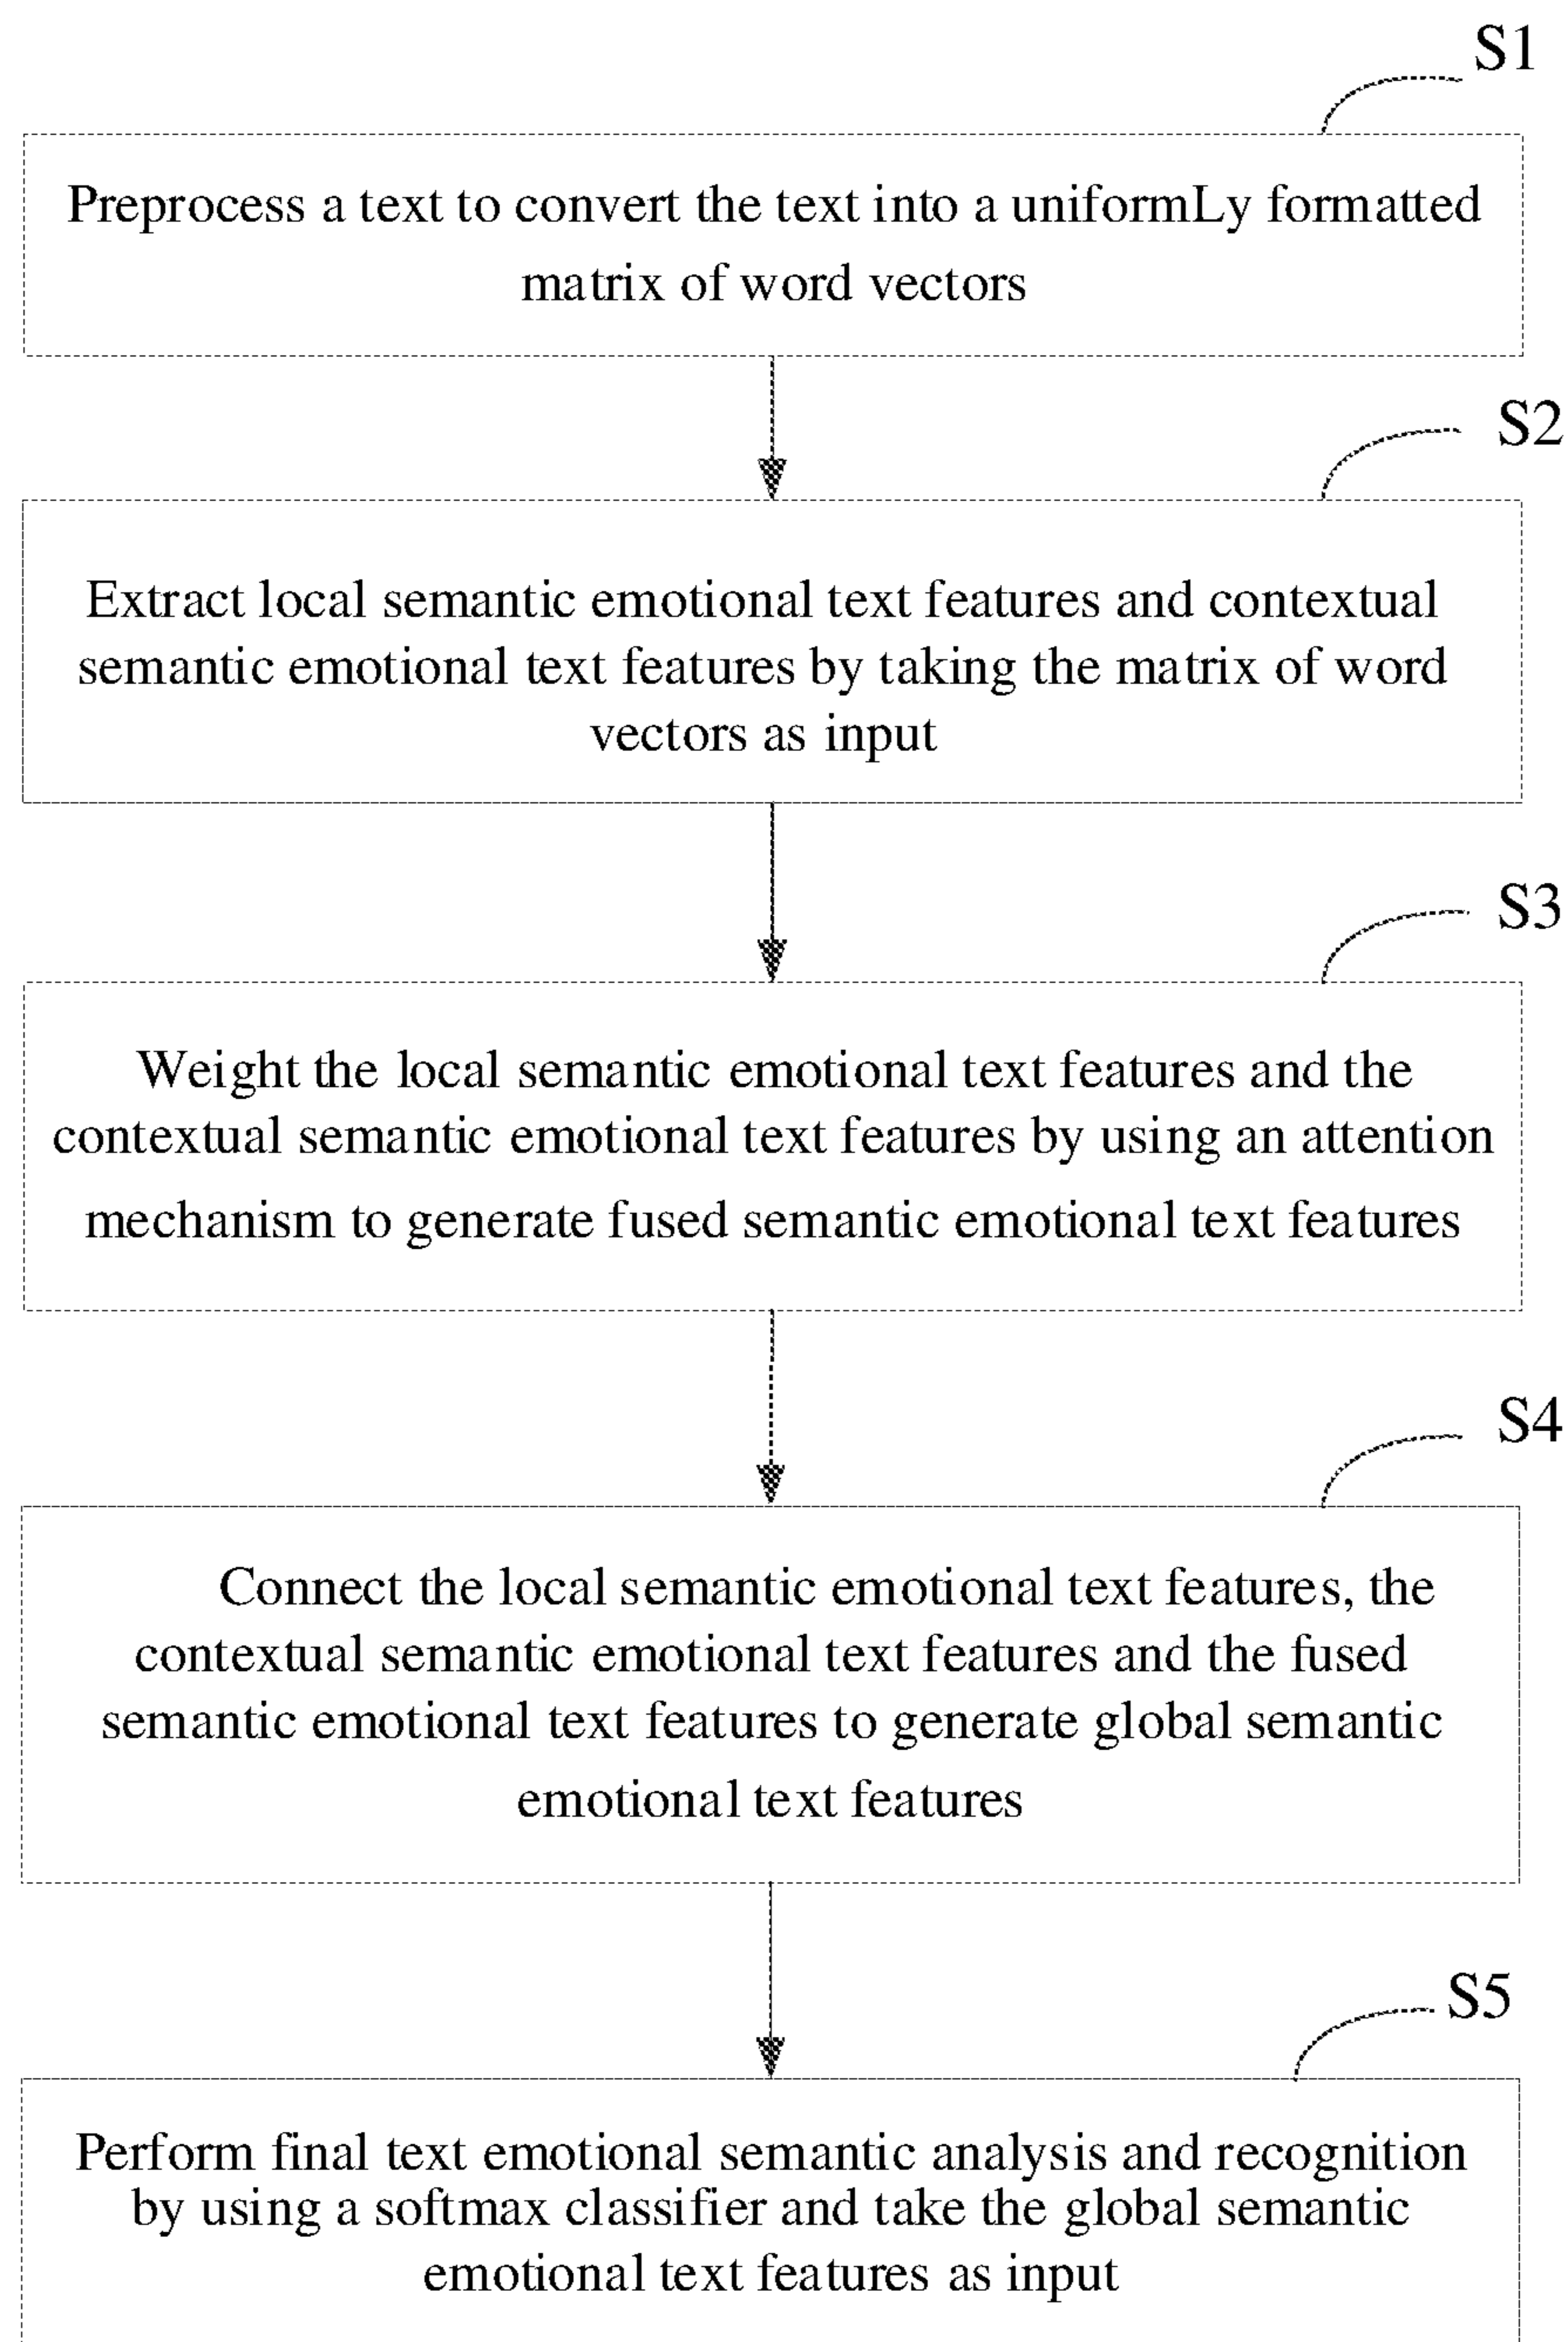 S1
Preprocess a text to convert the text into a uniformLy formatted
matrix of word vectors
S2
Extract local semantic emotional text features and contextual
semantic emotional text features by taking the matrix of word
vectors as input
S3
Weight the local semantic emotional text features and the
contextual semantic emotional text features by using an attention
mechanism to generate fused semantic emotional text features
S4
Connect the local semantic emotional text features, the
contextual semantic emotional text features and the fused
semantic emotional text features to generate global semantic
emotional text features
S5
Perform final text emotional semantic analysis and recognition
by using a softmax classifier and take the global semantic
emotional text features as input